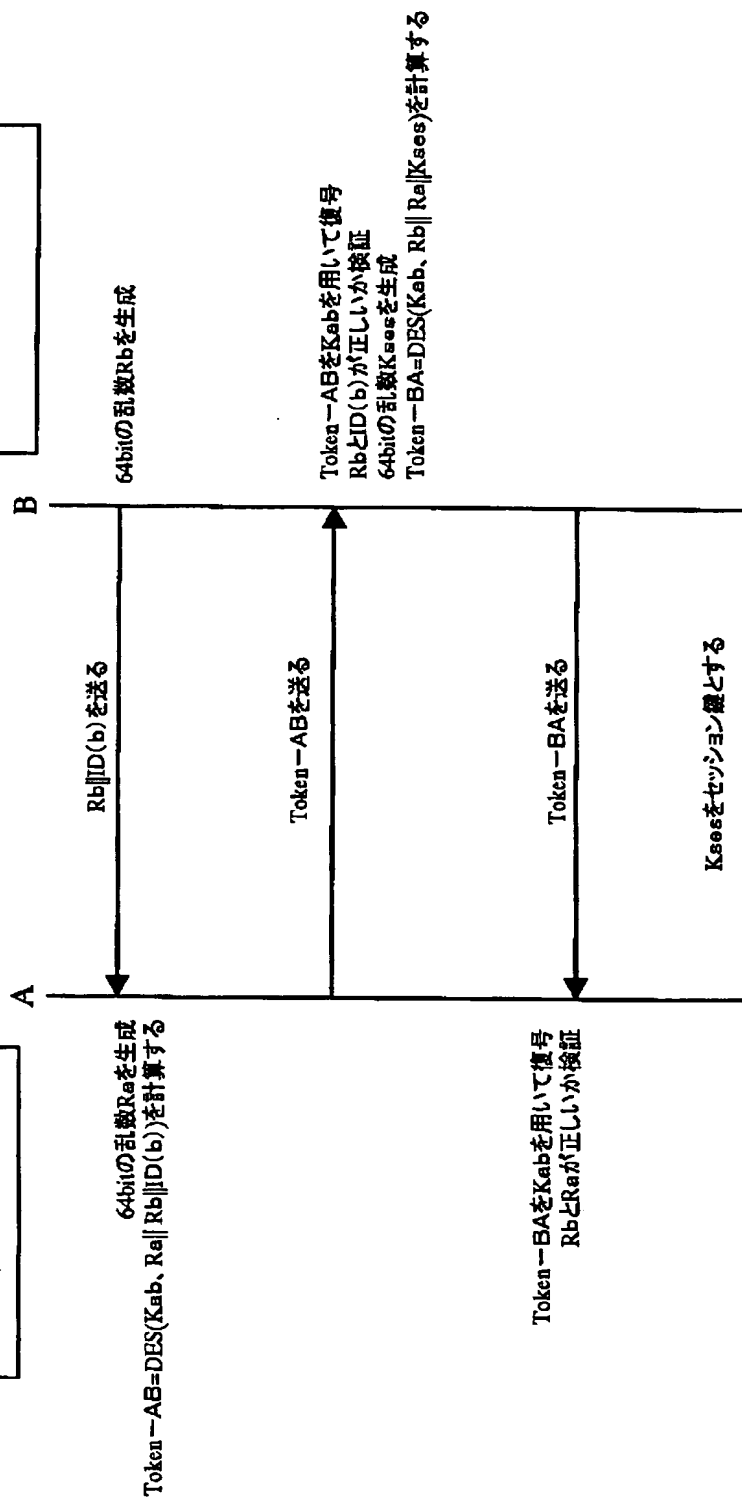 A
B
64bitの乱数Rbを生成
Rb||ID(b)を送る
64bitの乱数Raを生成
Token−AB=DES(Kab、Ra||Rb||ID(b))を計算する
Token−ABを送る
Token−ABをKabを用いて復号
RbとID(b)が正しいか検証
64bitの乱数Ksesを生成
Token−BA=DES(Kab、Rb||Ra||Kses)を計算する
Token−BAを送る
Token−BAをKabを用いて復号
RbとRaが正しいか検証
Ksesをセッション鍵とする